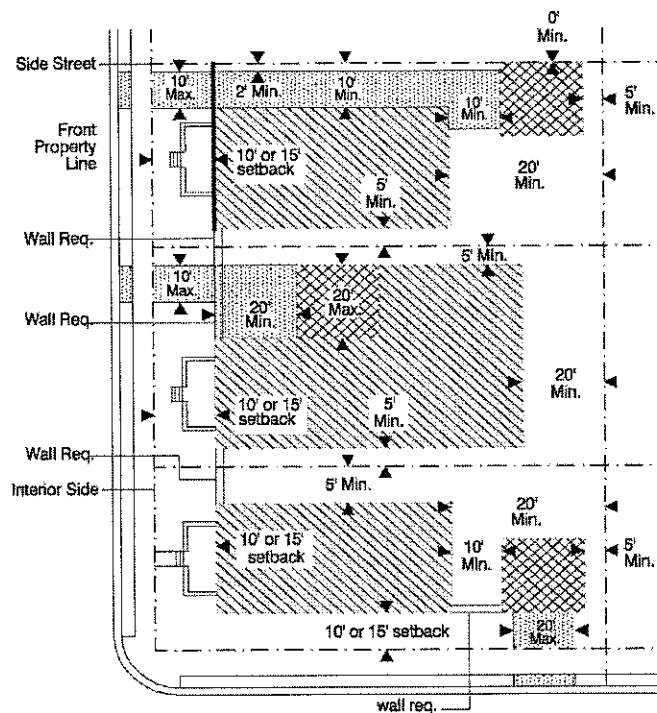 0'
Min.
Side Street
10'
Max.
2' Min.
10'
Min.
10'
Min.
5'
Min.
Front
Property
Line
10' or 15'
setback
20'
Min.
5'
Min.
Wall Req.
5' Min.
10'
Max.
20'
Min.
20'
Max.
Wall Req.
20'
Min.
10' or 15'
setback
5'
Min.
Wall Req.
5' Min.
Interior Side
20'
Min.
10' or 15'
setback
10'
Min.
5'
Min.
10' or 15' setback
20'
Max
wall req.